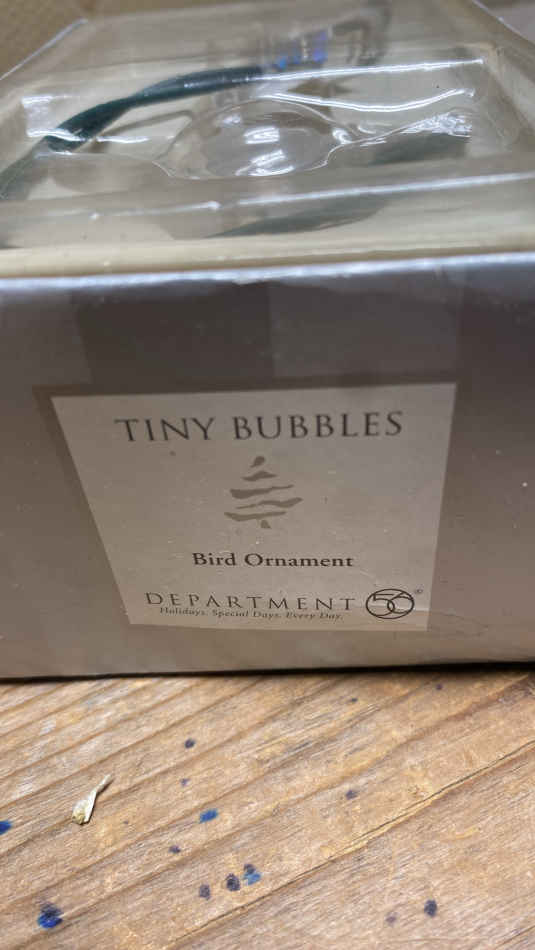 TINY BUBBLES
Bird Ornament
DEPARTMENT 56©
Holidays. Special Days. Every Day.